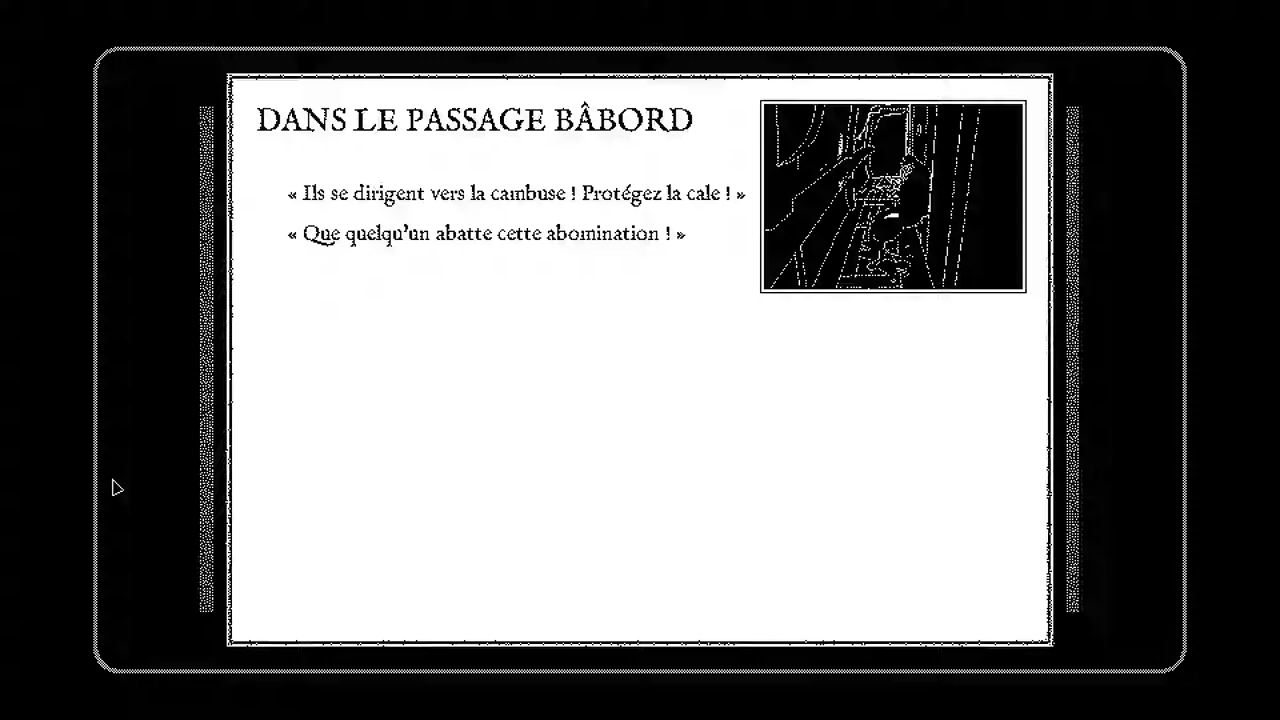 DANS LE PASSAGE BÂBORD
« Ils se dirigent vers la cambuse ! Protégez la cale ! »
« Que quelqu'un abatte cette abomination ! »